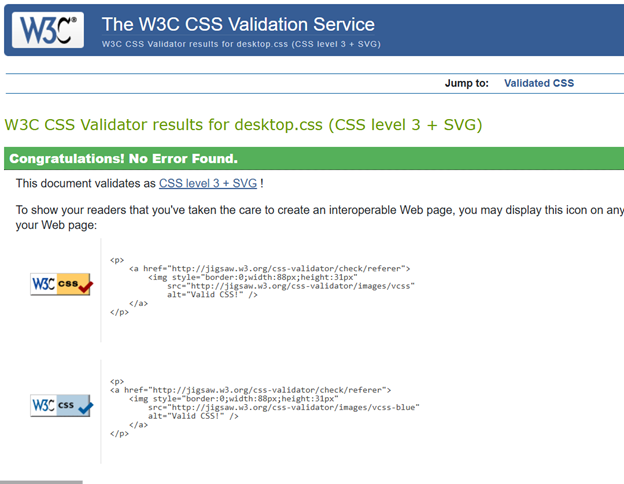 W3C®
The W3C CSS Validation Service
W3C CSS Validator results for desktop.css (CSS level 3 + SVG)
Jump to: Validated CSS
W3C CSS Validator results for desktop.css (CSS level 3 + SVG)
Congratulations! No Error Found.
This document validates as CSS level 3 + SVG !
To show your readers that you've taken the care to create an interoperable Web page, you may display this icon on any
your Web page:
W3C css
<p>
<a href="http://jigsaw.w3.org/css-validator/check/referer">
<img style="border:0;width:88px;height:31px"
src="http://jigsaw.w3.org/css-validator/images/vcss"
alt="Valid CSS!" />
</a>
</p>
W3C css
<p>
<a href="http://jigsaw.w3.org/css-validator/check/referer">
<img style="border:0;width:88px;height:31px"
src="http://jigsaw.w3.org/css-validator/images/vcss-blue"
alt="Valid CSS!" />
</a>
</p>